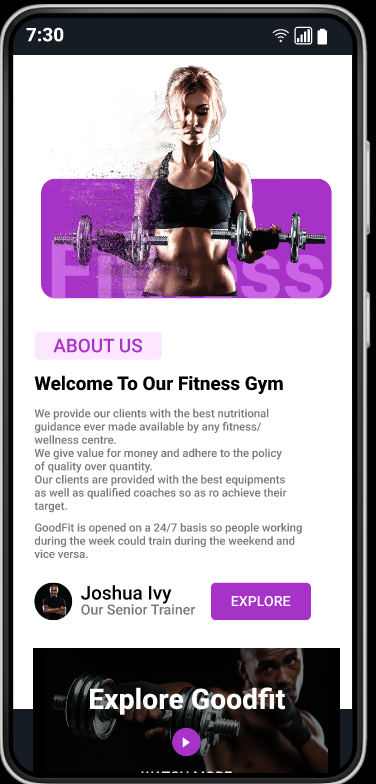 7:30
Fitness
ABOUT US
Welcome To Our Fitness Gym
We provide our clients with the best nutritional
guidance ever made available by any fitness/
wellness centre.
We give value for money and adhere to the policy
of quality over quantity.
Our clients are provided with the best equipments
as well as qualified coaches so as ro achieve their
target.
GoodFit is opened on a 24/7 basis so people working
during the week could train during the weekend and
vice versa.
Joshua Ivy
Our Senior Trainer
EXPLORE
Explore Goodfit
WATCH MORE